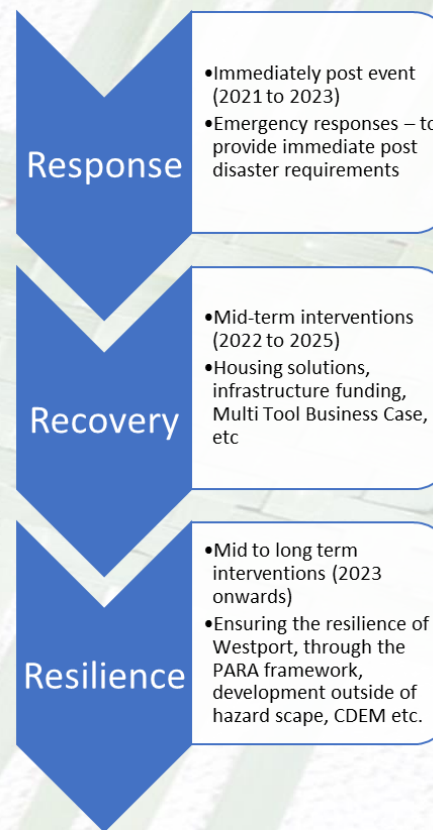 Response
•Immediately post event
(2021 to 2023)
•Emergency responses – to
provide immediate post
disaster requirements
Recovery
•Mid-term interventions
(2022 to 2025)
•Housing solutions,
infrastructure funding,
Multi Tool Business Case,
etc
Resilience
•Mid to long term
interventions (2023
onwards)
•Ensuring the resilience of
Westport, through the
PARA framework,
development outside of
hazard scape, CDEM etc.